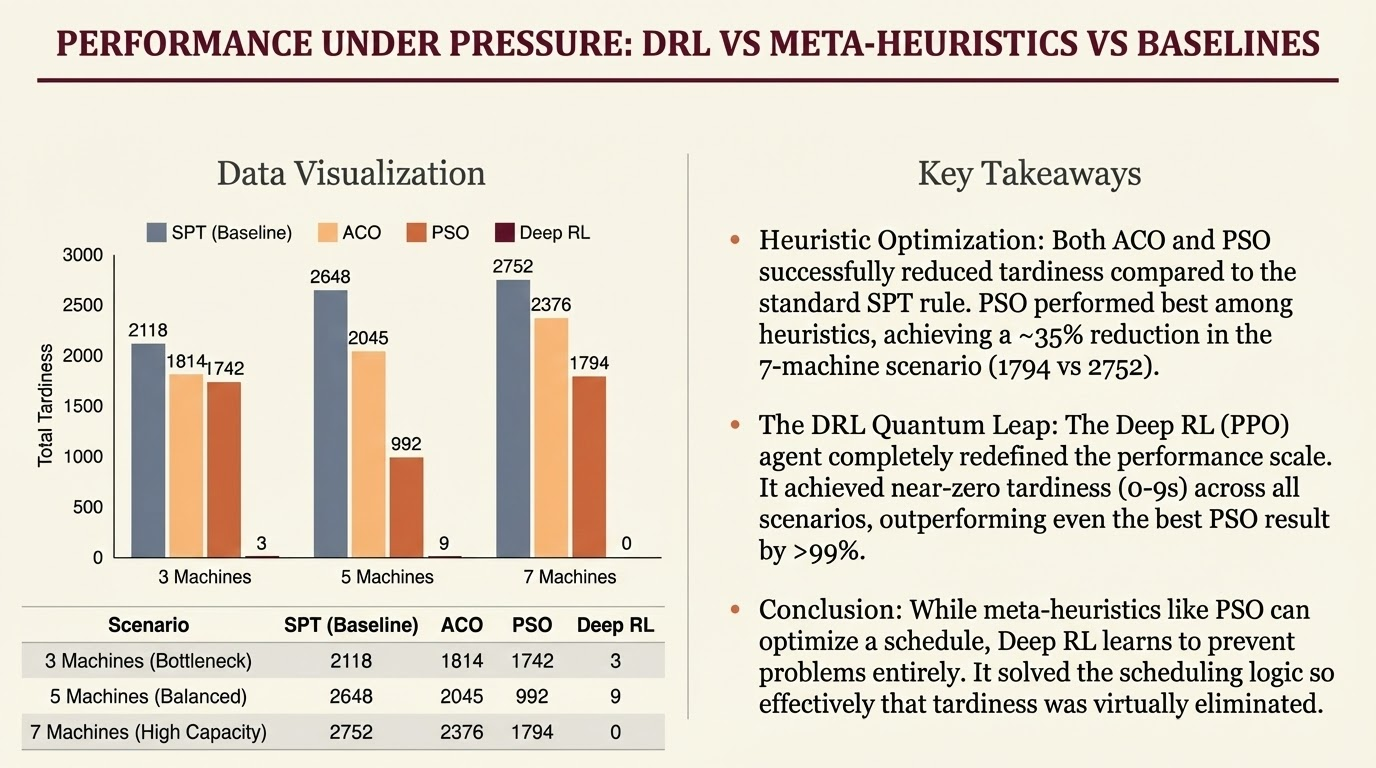 PERFORMANCE UNDER PRESSURE: DRL VS META-HEURISTICS VS BASELINES
Data Visualization
SPT (Baseline) ACO PSO Deep RL
Total Tardiness
3000
2500
2000
1500
1000
500
0
2118 1814 1742 3
2648 2045 992 9
2752 2376 1794 0
3 Machines 5 Machines 7 Machines
Scenario SPT (Baseline) ACO PSO Deep RL
3 Machines (Bottleneck) 2118 1814 1742 3
5 Machines (Balanced) 2648 2045 992 9
7 Machines (High Capacity) 2752 2376 1794 0
Key Takeaways
• Heuristic Optimization: Both ACO and PSO
successfully reduced tardiness compared to the
standard SPT rule. PSO performed best among
heuristics, achieving a ~35% reduction in the
7-machine scenario (1794 vs 2752).
• The DRL Quantum Leap: The Deep RL (PPO)
agent completely redefined the performance scale.
It achieved near-zero tardiness (0-9s) across all
scenarios, outperforming even the best PSO result
by >99%.
• Conclusion: While meta-heuristics like PSO can
optimize a schedule, Deep RL learns to prevent
problems entirely. It solved the scheduling logic so
effectively that tardiness was virtually eliminated.